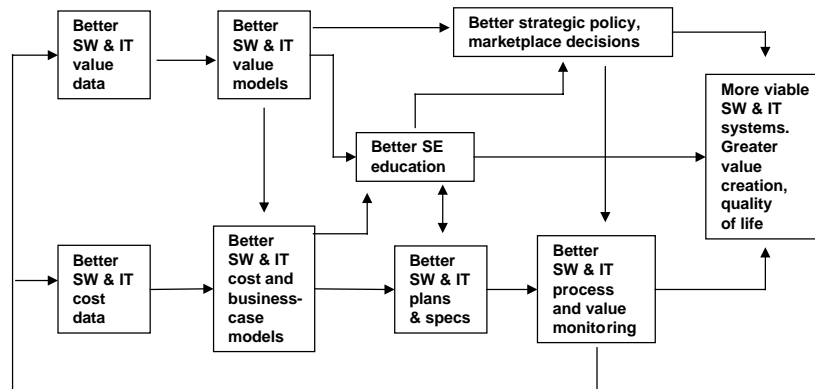 Better
SW & IT
value
data
Better
SW & IT
value
models
Better strategic policy,
marketplace decisions
More viable
SW & IT
systems.
Greater
value
creation,
quality
of life
Better SE
education
Better
SW & IT
cost
data
Better
SW & IT
cost and
business-
case
models
Better
SW & IT
plans
& specs
Better
SW & IT
process
and value
monitoring